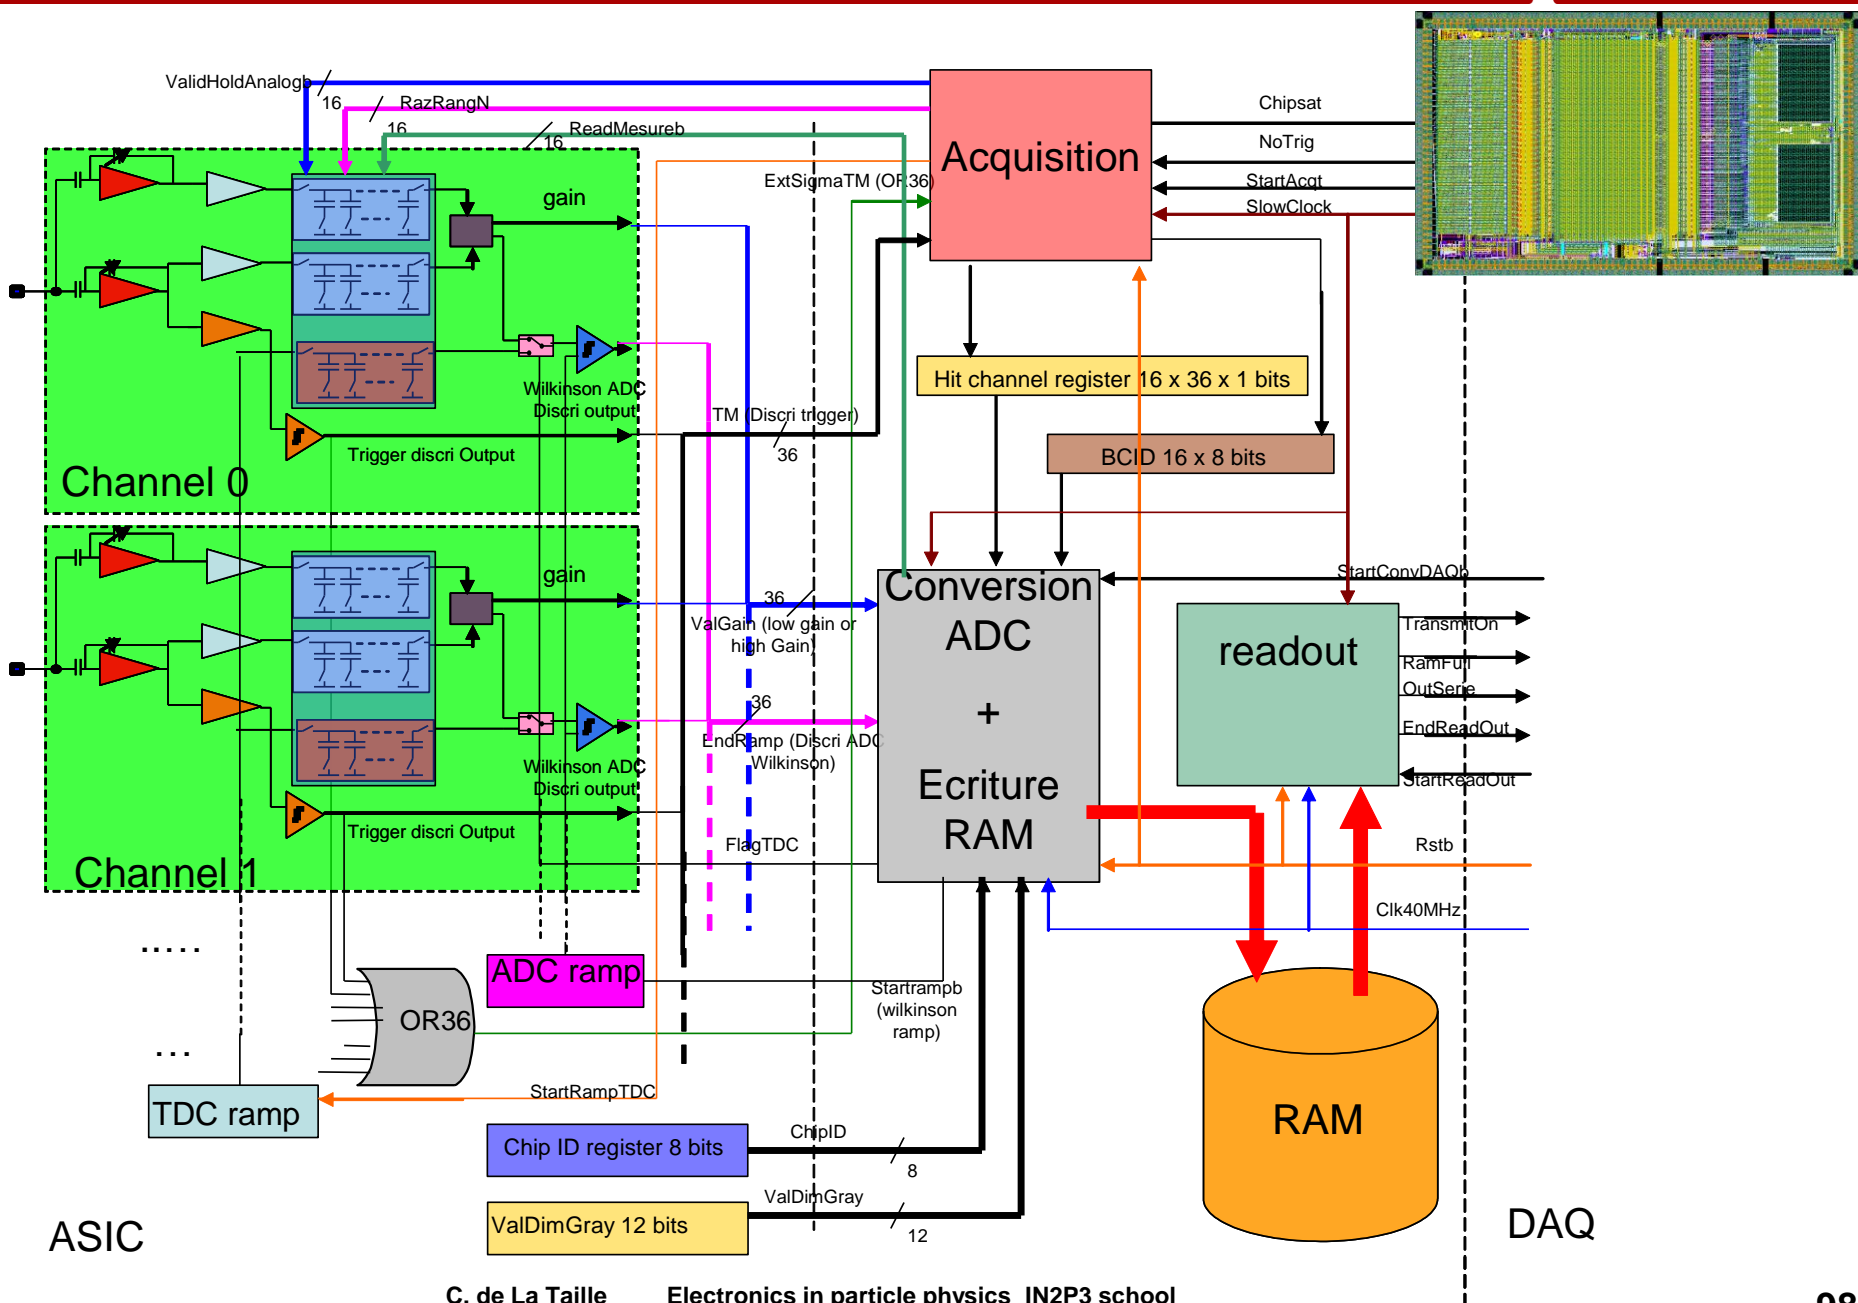 ValidHoldAnalogb
16
RazRangN
16
ReadMesureb
16
Acquisition
Chipsat
NoTrig
StartAcqt
SlowClock
ExtSigmaTM (OR36)
gain
Wilkinson ADC
Discri output
Trigger discri Output
Channel 0
TM (Discri trigger)
36
Hit channel register 16 x 36 x 1 bits
BCID 16 x 8 bits
gain
Wilkinson ADC
Discri output
Trigger discri Output
Channel 1
36
ValGain (low gain or
high Gain)
36
EndRamp (Discri ADC
Wilkinson)
FlagTDC
Conversion
ADC
+
Ecriture
RAM
StartConvDAQb
readout
TransmitOn
RamFull
OutSerie
EndReadOut
StartReadOut
Rstb
Clk40MHz
.....
...
OR36
ADC ramp
Startrampb
(wilkinson
ramp)
TDC ramp
StartRampTDC
RAM
Chip ID register 8 bits
ChipID
8
ValDimGray 12 bits
ValDimGray
12
ASIC
DAQ
C. de La Taille Electronics in particle physics IN2P3 school
98